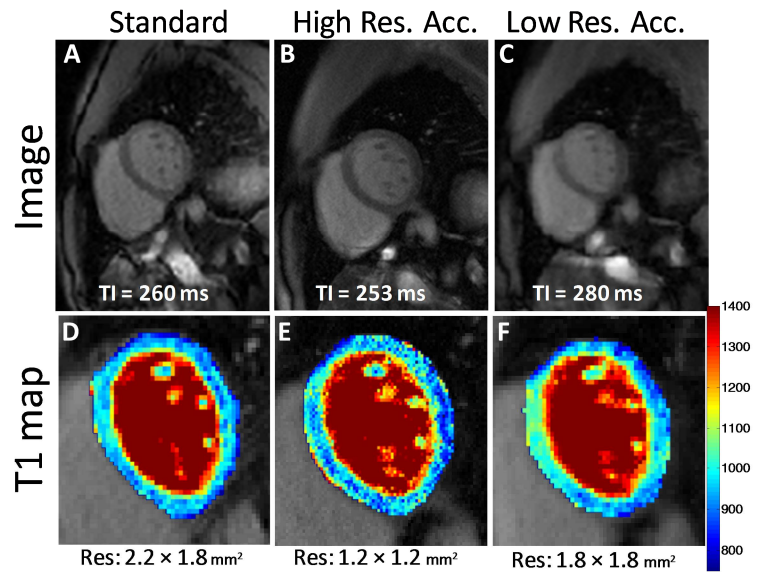 Standard High Res. Acc. Low Res. Acc.
Image
A B C
TI = 260 ms TI = 253 ms TI = 280 ms
T1 map
D E F
1400
1300
1200
1100
1000
900
800
Res: 2.2 × 1.8 mm² Res: 1.2 × 1.2 mm² Res: 1.8 × 1.8 mm²